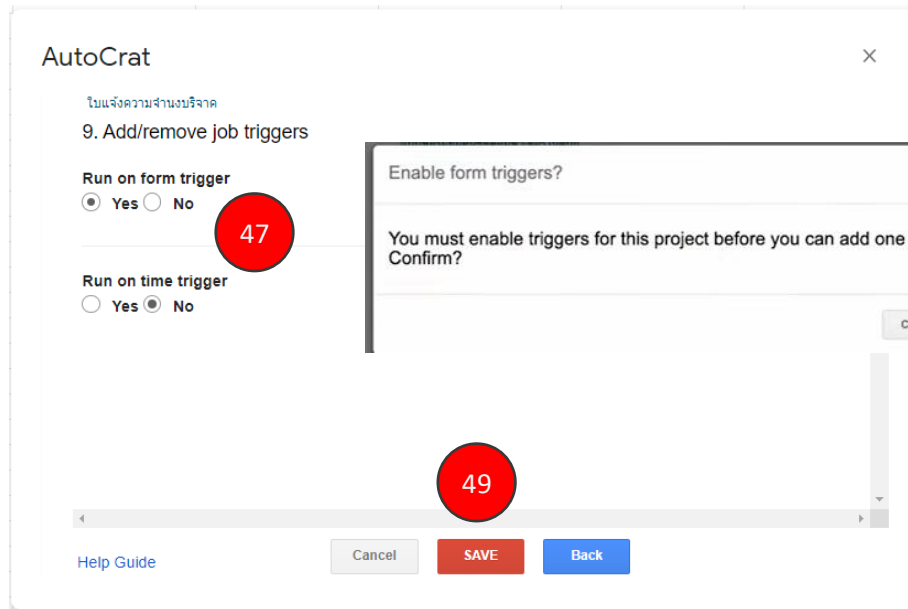 AutoCrat
ใบแจ้งความจำนงบริจาค
9. Add/remove job triggers
Run on form trigger
Yes No
47
Enable form triggers?
You must enable triggers for this project before you can add one
Confirm?
Run on time trigger
Yes No
49
Help Guide
Cancel
SAVE
Back